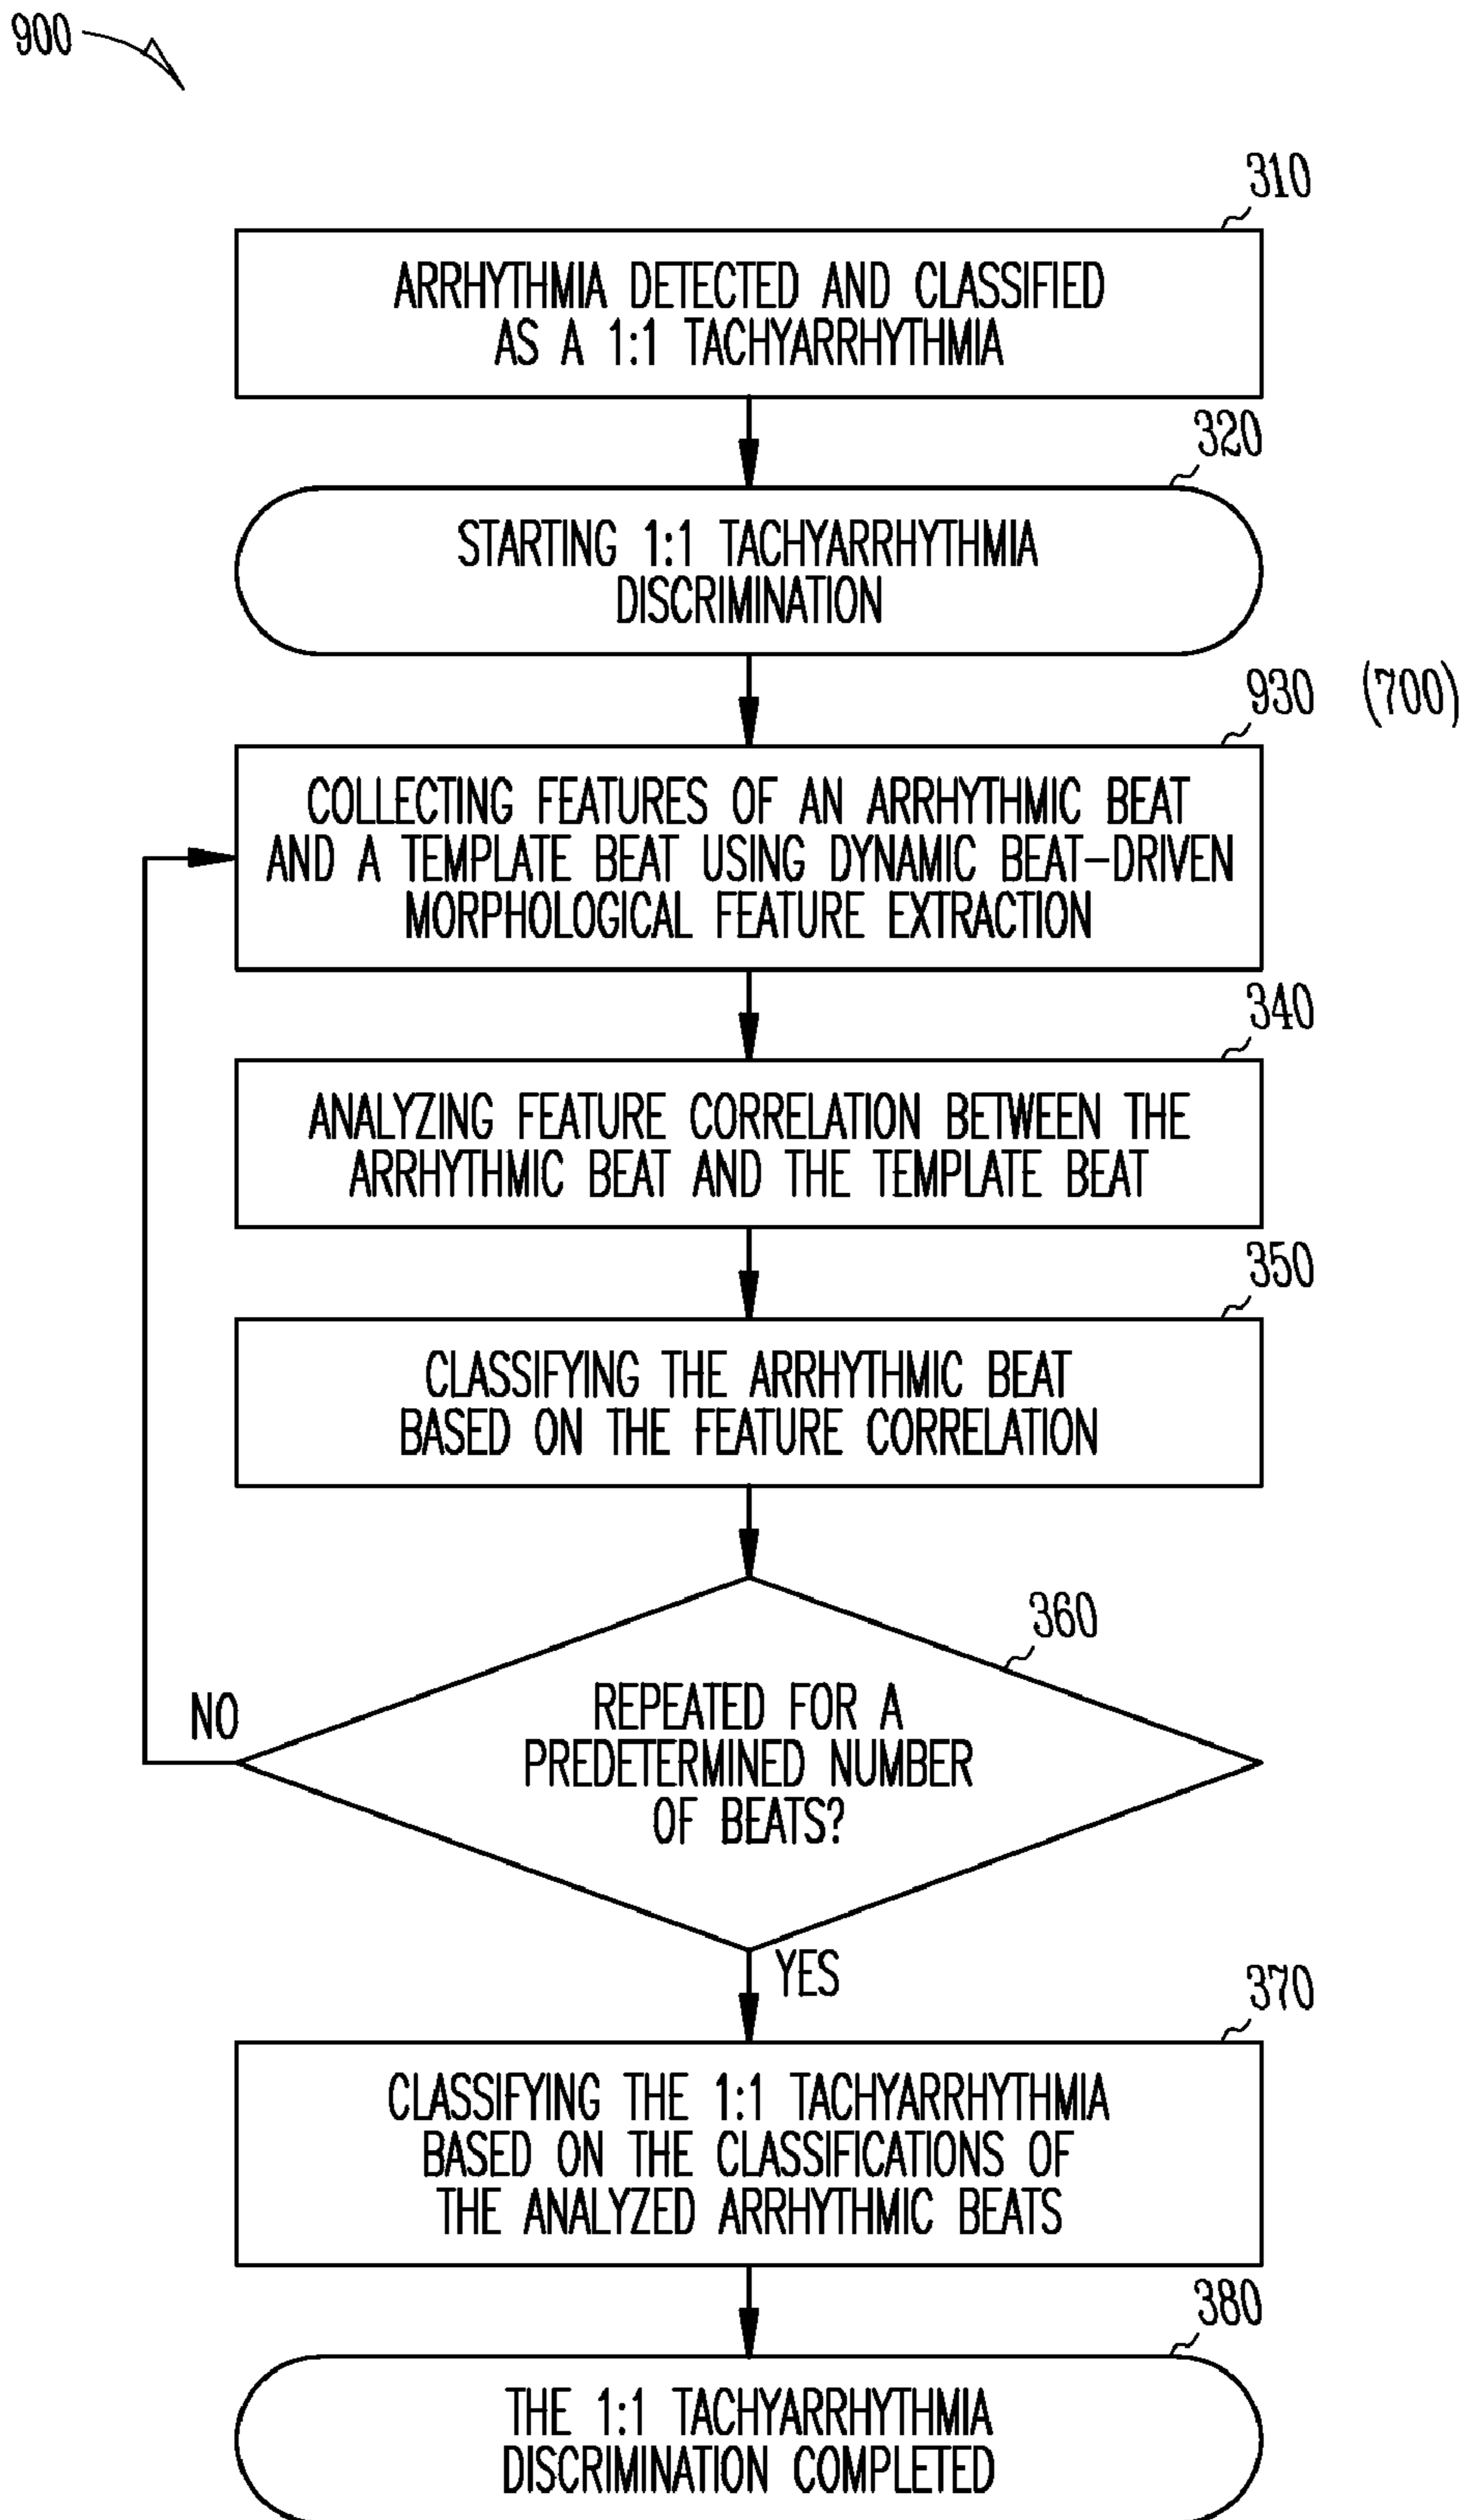 900
310
ARRHYTHMIA DETECTED AND CLASSIFIED
AS A 1:1 TACHYARRHYTHMIA
320
STARTING 1:1 TACHYARRHYTHMIA
DISCRIMINATION
930 (700)
COLLECTING FEATURES OF AN ARRHYTHMIC BEAT
AND A TEMPLATE BEAT USING DYNAMIC BEAT-DRIVEN
MORPHOLOGICAL FEATURE EXTRACTION
340
ANALYZING FEATURE CORRELATION BETWEEN THE
ARRHYTHMIC BEAT AND THE TEMPLATE BEAT
350
CLASSIFYING THE ARRHYTHMIC BEAT
BASED ON THE FEATURE CORRELATION
360
REPEATED FOR A
PREDETERMINED NUMBER
OF BEATS?
NO
YES
370
CLASSIFYING THE 1:1 TACHYARRHYTHMIA
BASED ON THE CLASSIFICATIONS OF
THE ANALYZED ARRHYTHMIC BEATS
380
THE 1:1 TACHYARRHYTHMIA
DISCRIMINATION COMPLETED